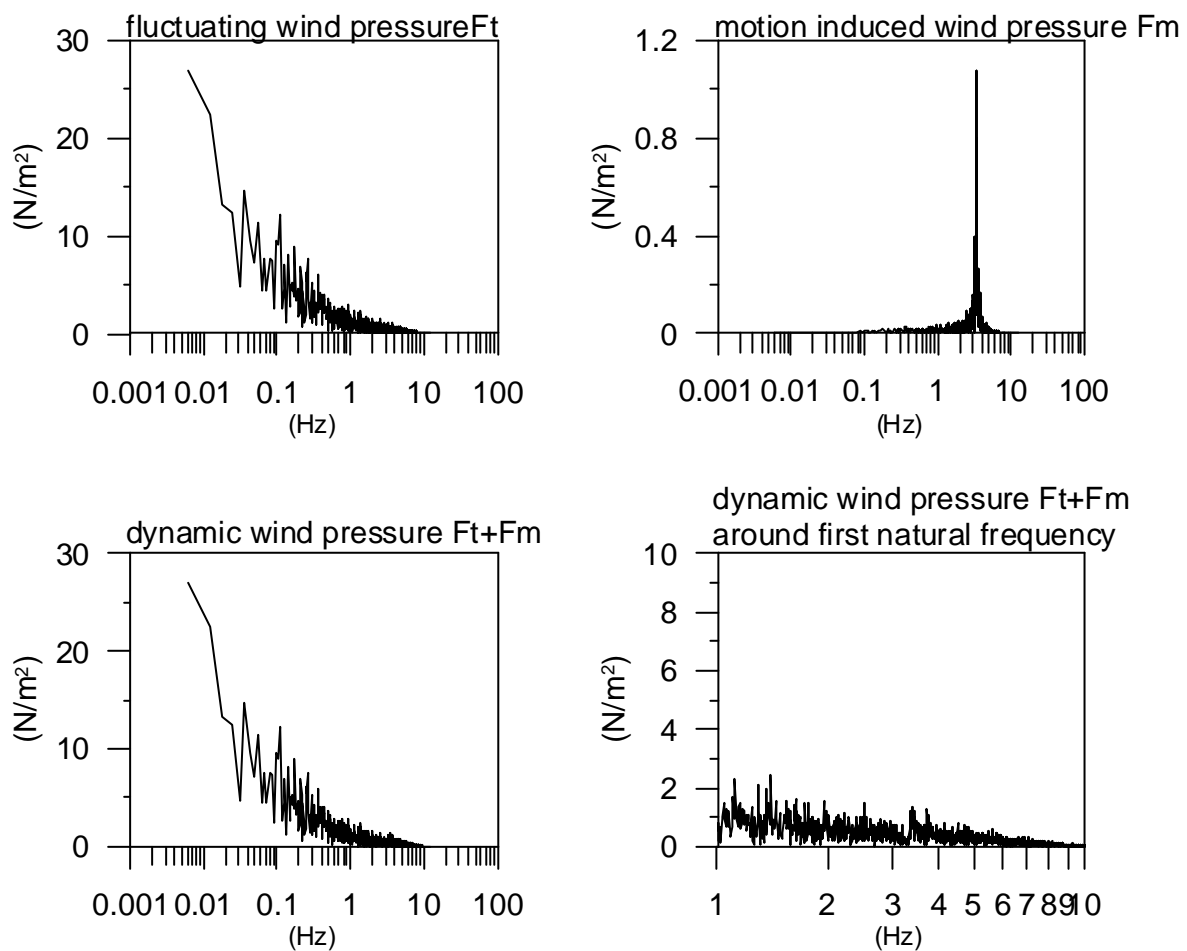 fluctuating wind pressureFt
30
20
10
0
(N/m²)
0.001 0.01 0.1 1 10 100
(Hz)
motion induced wind pressure Fm
1.2
0.8
0.4
0
(N/m²)
0.001 0.01 0.1 1 10 100
(Hz)
dynamic wind pressure Ft+Fm
30
20
10
0
(N/m²)
0.001 0.01 0.1 1 10 100
(Hz)
dynamic wind pressure Ft+Fm
around first natural frequency
10
8
6
4
2
0
(N/m²)
1 2 3 4 5 6 7 8 9 10
(Hz)